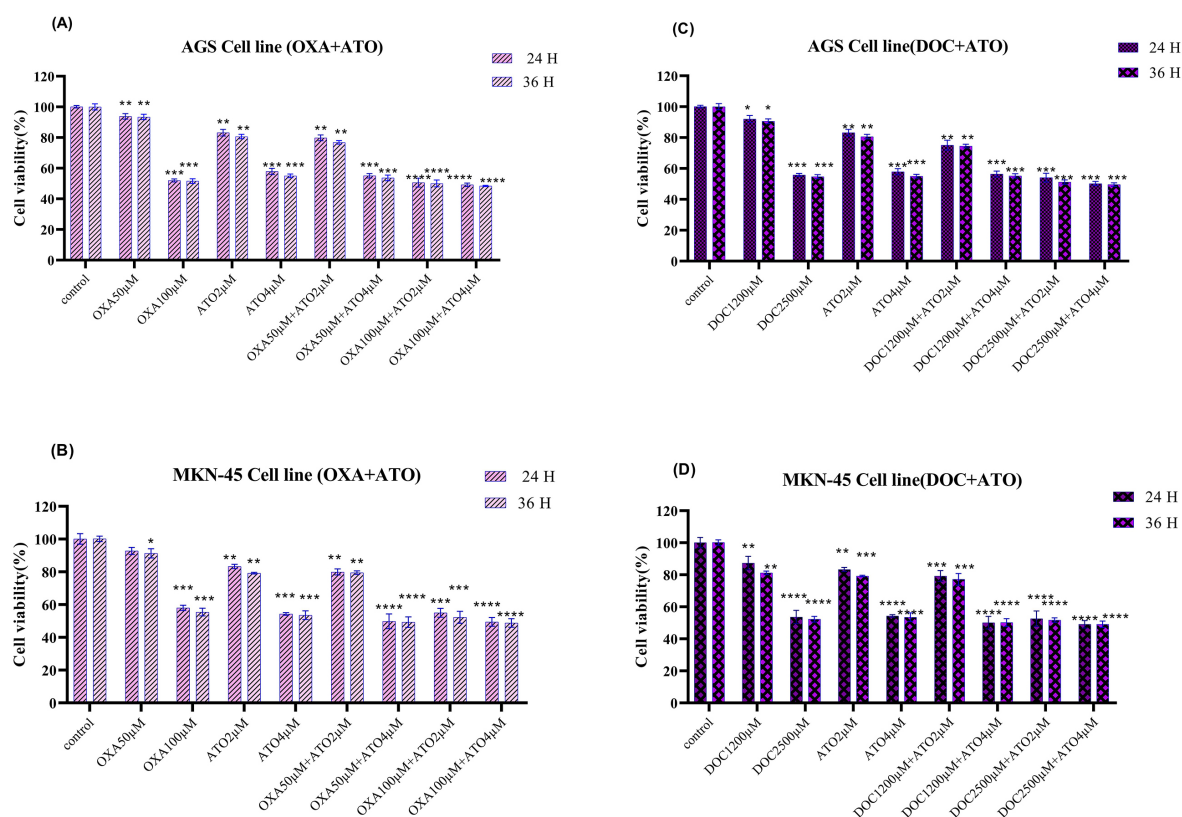 (A)
AGS Cell line (OXA+ATO)
24 H
36 H
Cell viability(%)
120
100
80
60
40
20
0
** ** *** *** ** ** *** *** ** ** *** *** **** **** **** ****
control
OXA50μM
OXA100μM
ATO2μM
ATO4μM
OXA50μM+ATO2μM
OXA50μM+ATO4μM
OXA100μM+ATO2μM
OXA100μM+ATO4μM
(C)
AGS Cell line(DOC+ATO)
24 H
36 H
Cell viability(%)
120
100
80
60
40
20
0
* * *** *** ** ** *** *** ** ** *** *** *** *** *** ***
control
DOC1200μM
DOC2500μM
ATO2μM
ATO4μM
DOC1200μM+ATO2μM
DOC1200μM+ATO4μM
DOC2500μM+ATO2μM
DOC2500μM+ATO4μM
(B)
MKN-45 Cell line (OXA+ATO)
24 H
36 H
Cell viability(%)
120
100
80
60
40
20
0
* *** *** ** ** *** *** ** ** **** **** *** *** **** ****
control
OXA50μM
OXA100μM
ATO2μM
ATO4μM
OXA50μM+ATO2μM
OXA50μM+ATO4μM
OXA100μM+ATO2μM
OXA100μM+ATO4μM
(D)
MKN-45 Cell line(DOC+ATO)
24 H
36 H
Cell viability(%)
120
100
80
60
40
20
0
** ** **** **** ** *** **** **** *** *** **** **** **** **** **** ****
control
DOC1200μM
DOC2500μM
ATO2μM
ATO4μM
DOC1200μM+ATO2μM
DOC1200μM+ATO4μM
DOC2500μM+ATO2μM
DOC2500μM+ATO4μM